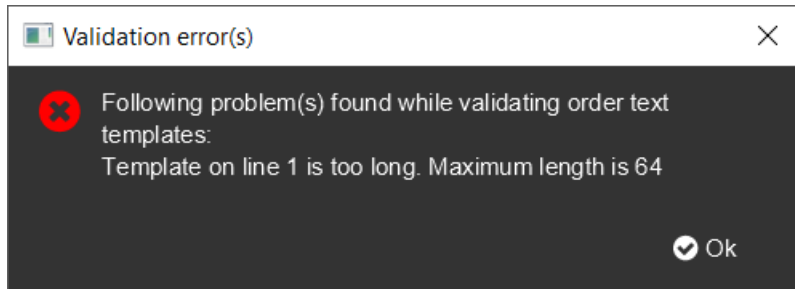 Validation error(s)
Following problem(s) found while validating order text
templates:
Template on line 1 is too long. Maximum length is 64
Ok